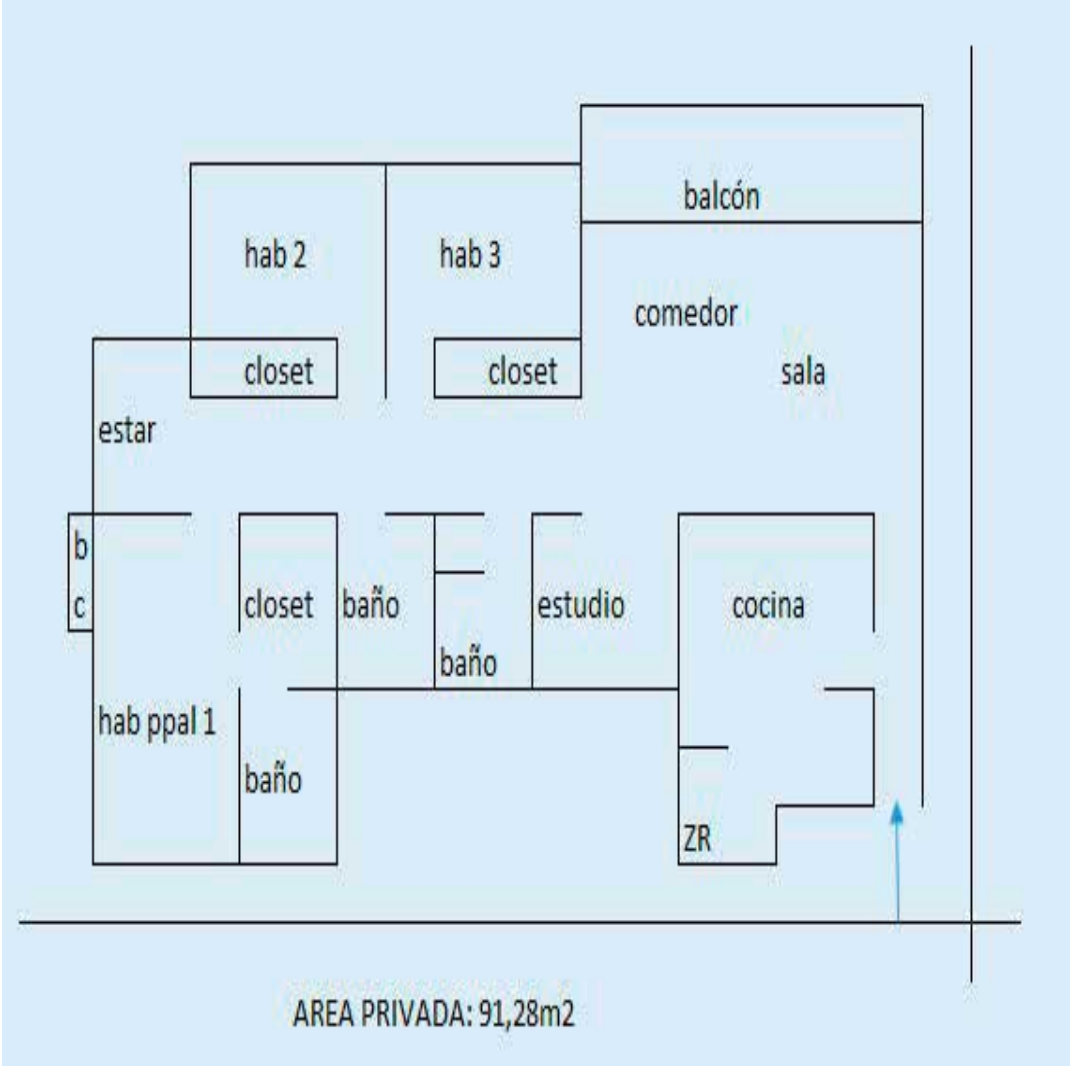 balcón
hab 2
hab 3
comedor
closet
closet
sala
estar
b
c
closet
baño
estudio
cocina
baño
hab ppal 1
baño
ZR
AREA PRIVADA: 91,28m2